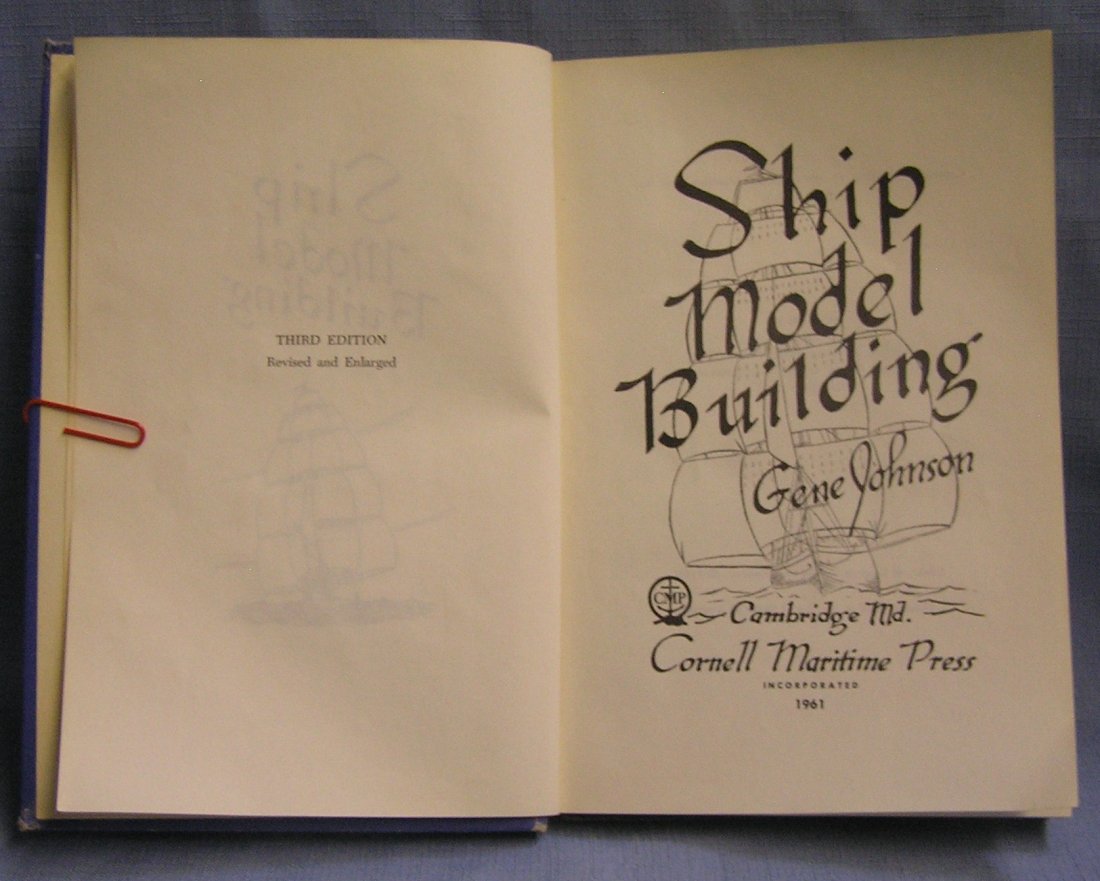 THIRD EDITION
Revised and Enlarged
Ship
Model
Building
Gene Johnson
CMP
Cambridge Md.
Cornell Maritime Press
INCORPORATED
1961